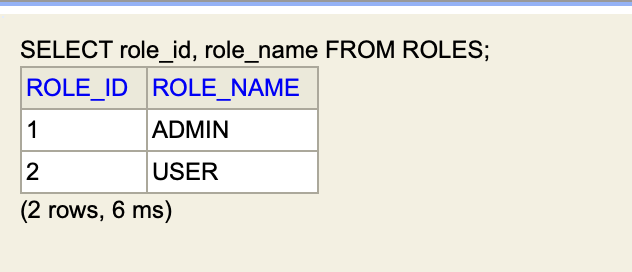 SELECT role_id, role_name FROM ROLES;
ROLE_ID ROLE_NAME
1 ADMIN
2 USER
(2 rows, 6 ms)